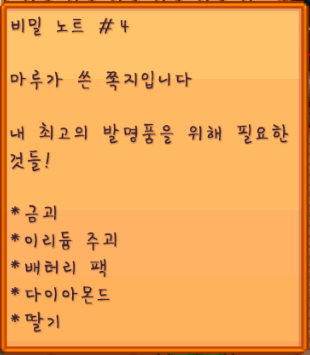 비밀 노트 #4
마루가 쓴 쪽지입니다
내 최고의 발명품을 위해 필요한
것들!
*금괴
*이리듐 주괴
*배터리 팩
*다이아몬드
*딸기